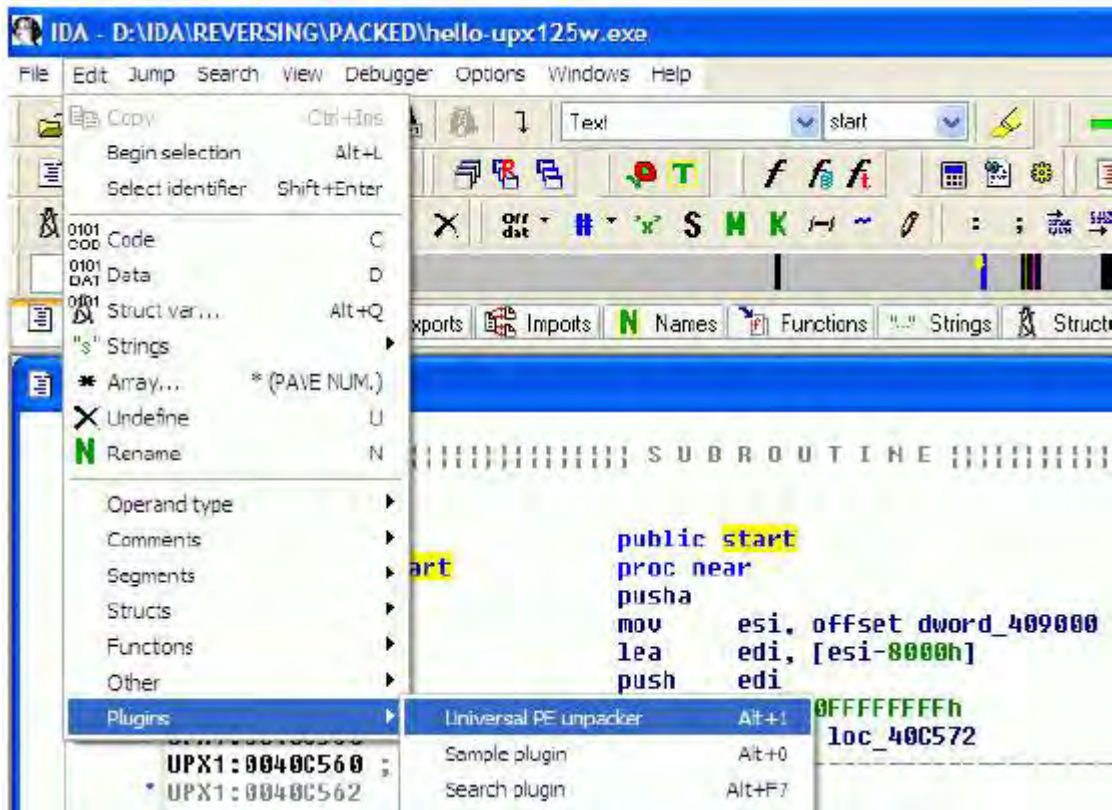 IDA - D:\IDA\REVERSING\PACKED\hello-upx125w.exe
File Edit Jump Search View Debugger Options Windows Help
Copy Ctrl+Ins
Begin selection Alt+L
Select identifier Shift+Enter
Text start
Code C
Data D
Struct var... Alt+Q
"s" Strings
Array... * (PAVE NUM.)
Undefine U
N Rename N
Operand type
Comments
Segments
Structs
Functions
Other
Plugins
Universal PE unpacker Alt+1
Sample plugin Alt+0
Search plugin Alt+F7
xports Imports N Names Functions Strings Struct
S U B R O U T I N E
public start
art proc near
pusha
mov esi, offset dword_409000
lea edi, [esi-8000h]
push edi
0FFFFFFFFh
loc_40C572
UPX1:0040C560 ;
UPX1:0040C562